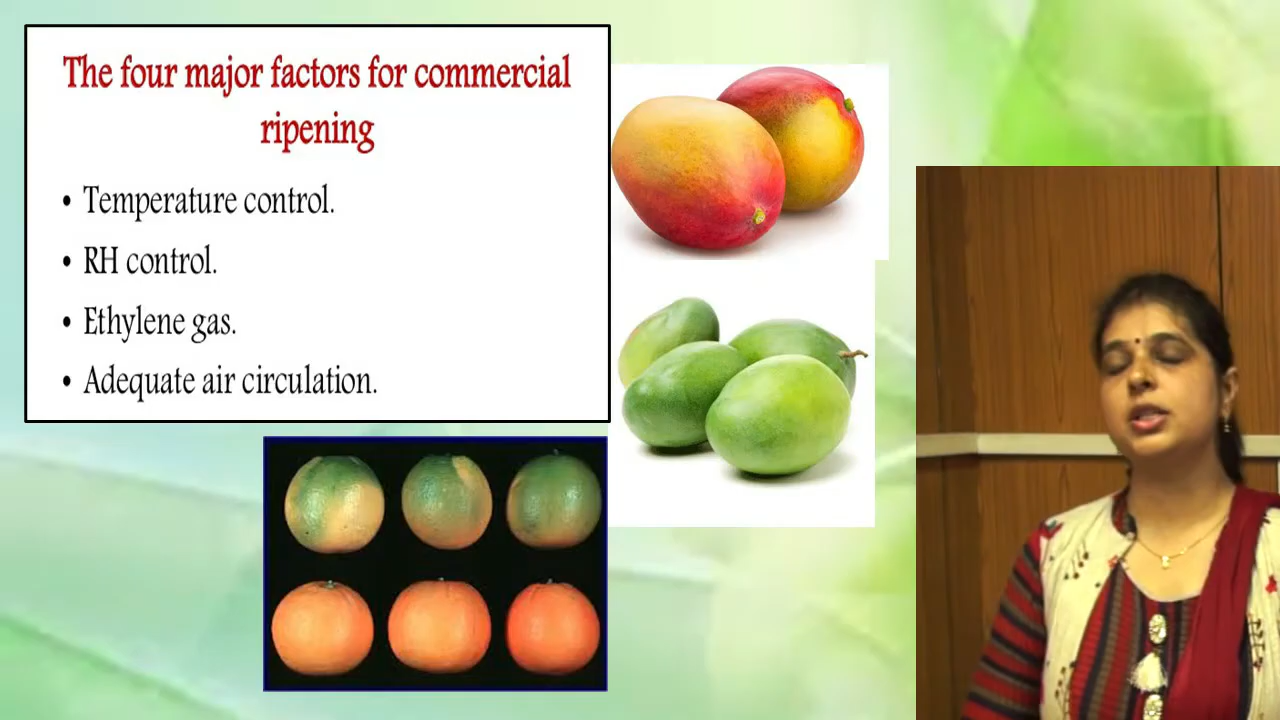 The four major factors for commercial
ripening
• Temperature control.
• RH control.
• Ethylene gas.
• Adequate air circulation.